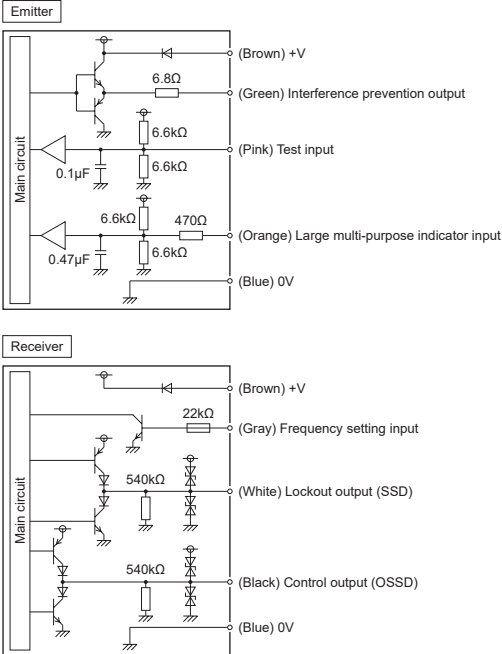 Emitter
(Brown) +V
6.8Ω
(Green) Interference prevention output
6.6kΩ
(Pink) Test input
6.6kΩ
0.1μF
Main circuit
6.6kΩ
470Ω
(Orange) Large multi-purpose indicator input
6.6kΩ
0.47μF
(Blue) 0V
Receiver
(Brown) +V
22kΩ
(Gray) Frequency setting input
540kΩ
(White) Lockout output (SSD)
Main circuit
540kΩ
(Black) Control output (OSSD)
(Blue) 0V